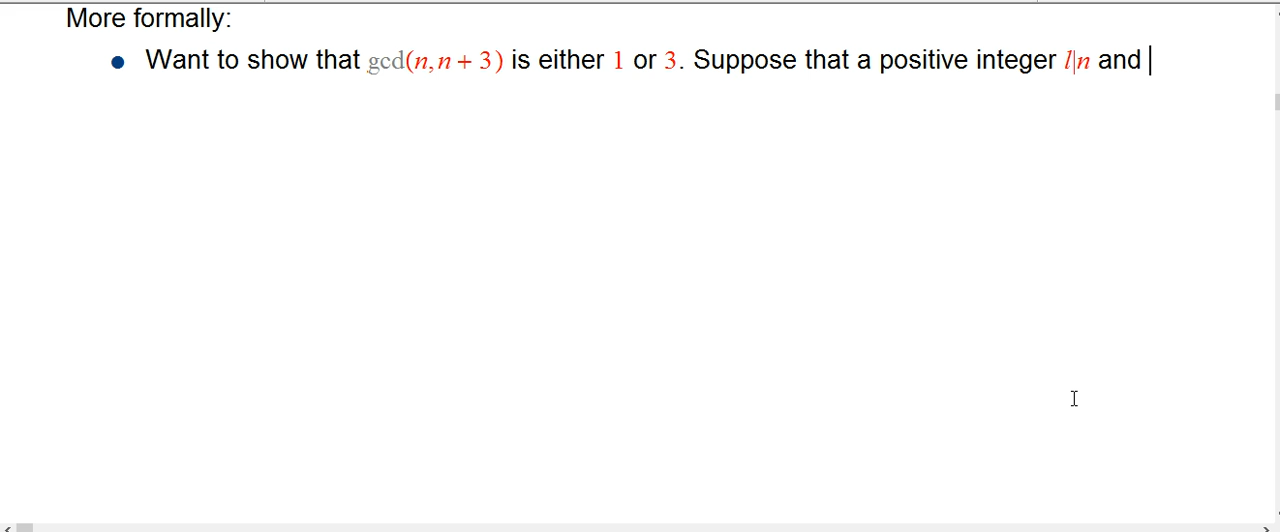 More formally:
● Want to show that gcd(n, n + 3) is either 1 or 3. Suppose that a positive integer l|n and